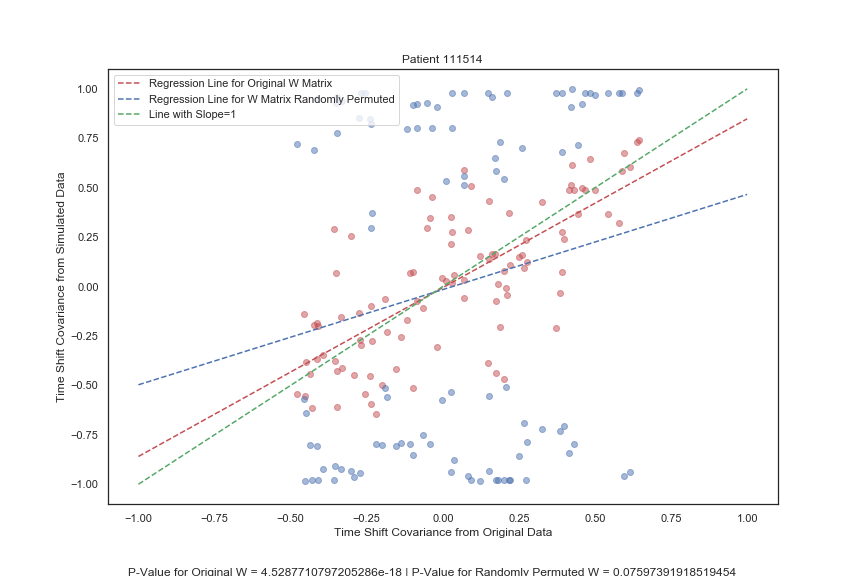 Patient 111514
Regression Line for Original W Matrix
Regression Line for W Matrix Randomly Permuted
Line with Slope=1
Time Shift Covariance from Simulated Data
1.00
0.75
0.50
0.25
0.00
−0.25
−0.50
−0.75
−1.00
−1.00 −0.75 −0.50 −0.25 0.00 0.25 0.50 0.75 1.00
Time Shift Covariance from Original Data
P-Value for Original W = 4.5287710797205286e-18 | P-Value for Randomly Permuted W = 0.07597391918519454